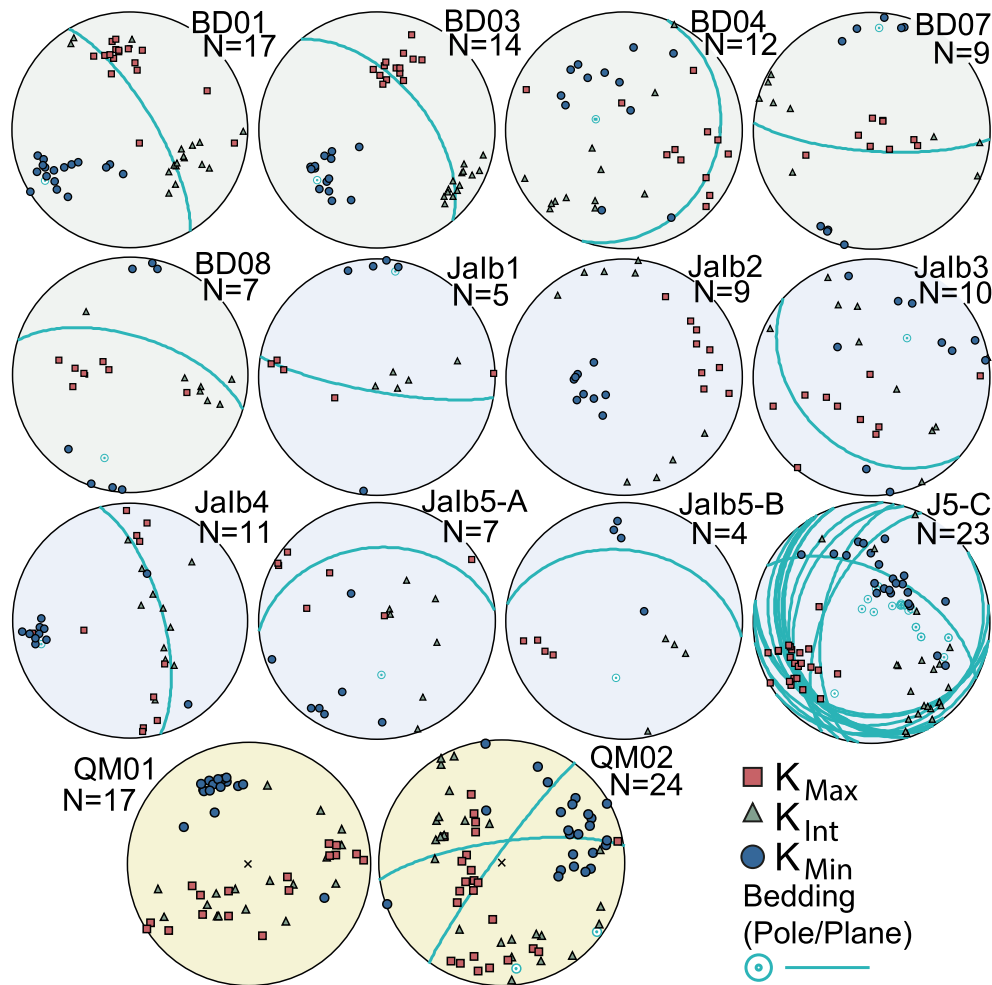 BD01
N=17
BD03
N=14
BD04
N=12
BD07
N=9
BD08
N=7
Jalb1
N=5
Jalb2
N=9
Jalb3
N=10
Jalb4
N=11
Jalb5-A
N=7
Jalb5-B
N=4
J5-C
N=23
QM01
N=17
QM02
N=24
KMax
KInt
KMin
Bedding
(Pole/Plane)